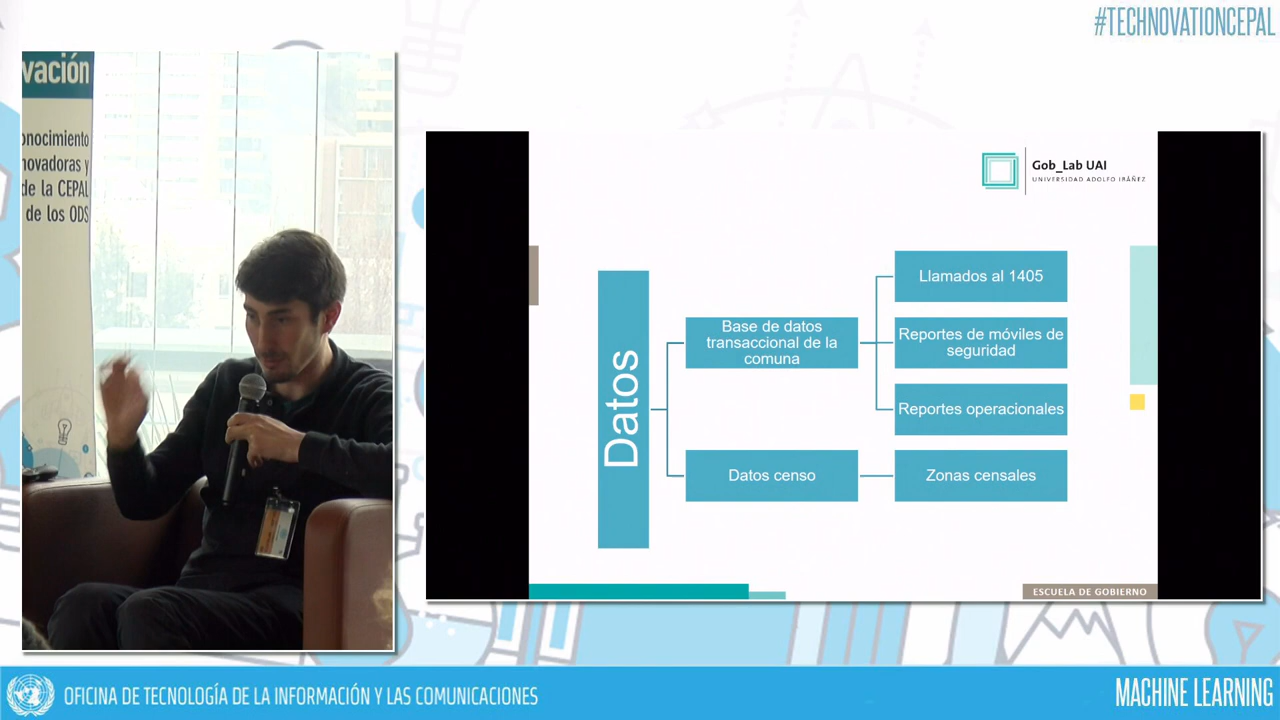 #TECHNOVATIONCEPAL
vación
onocimiento
novadoras y
de la CEPAL
de los ODS
Gob_Lab UAI
UNIVERSIDAD ADOLFO IBÁÑEZ
Datos
Base de datos
transaccional de la
comuna
Llamados al 1405
Reportes de móviles de
seguridad
Reportes operacionales
Datos censo
Zonas censales
ESCUELA DE GOBIERNO
OFICINA DE TECNOLOGÍA DE LA INFORMACIÓN Y LAS COMUNICACIONES
MACHINE LEARNING